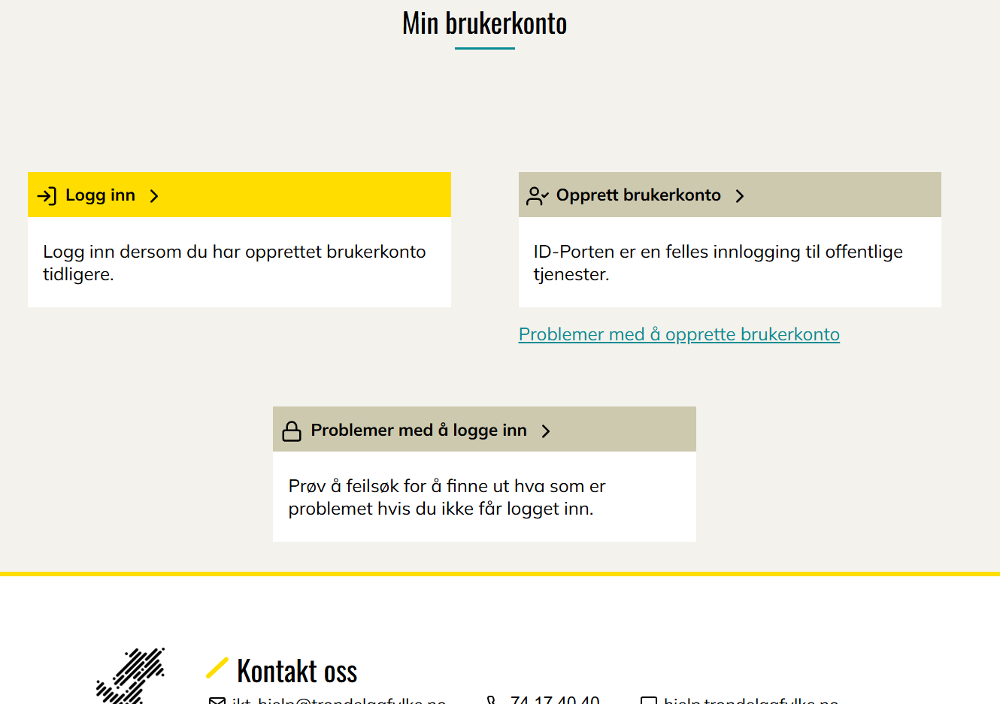 Min brukerkonto
Logg inn
Logg inn dersom du har opprettet brukerkonto
tidligere.
Opprett brukerkonto
ID-Porten er en felles innlogging til offentlige
tjenester.
Problemer med å opprette brukerkonto
Problemer med å logge inn
Prøv å feilsøk for å finne ut hva som er
problemet hvis du ikke får logget inn.
Kontakt oss
ikt-hjelp@trondelagfylke.no
74 17 40 40
hjelp.trondelagfylke.no